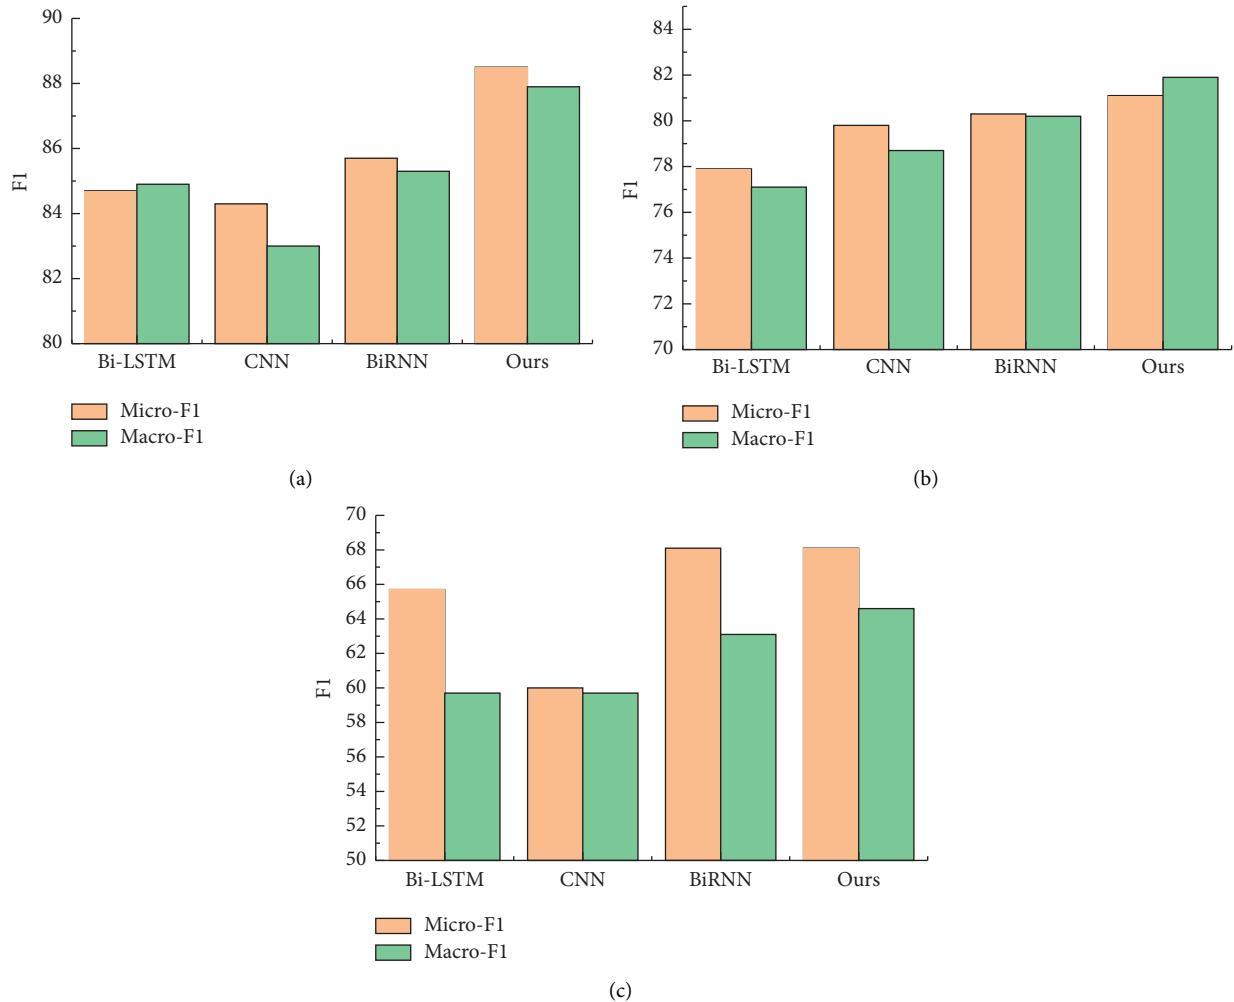 90
88
86
84
82
80
F1
Bi-LSTM CNN BiRNN Ours
Micro-F1
Macro-F1
(a)
84
82
80
78
76
74
72
70
F1
Bi-LSTM CNN BiRNN Ours
Micro-F1
Macro-F1
(b)
70
68
66
64
62
60
58
56
54
52
50
F1
Bi-LSTM CNN BiRNN Ours
Micro-F1
Macro-F1
(c)